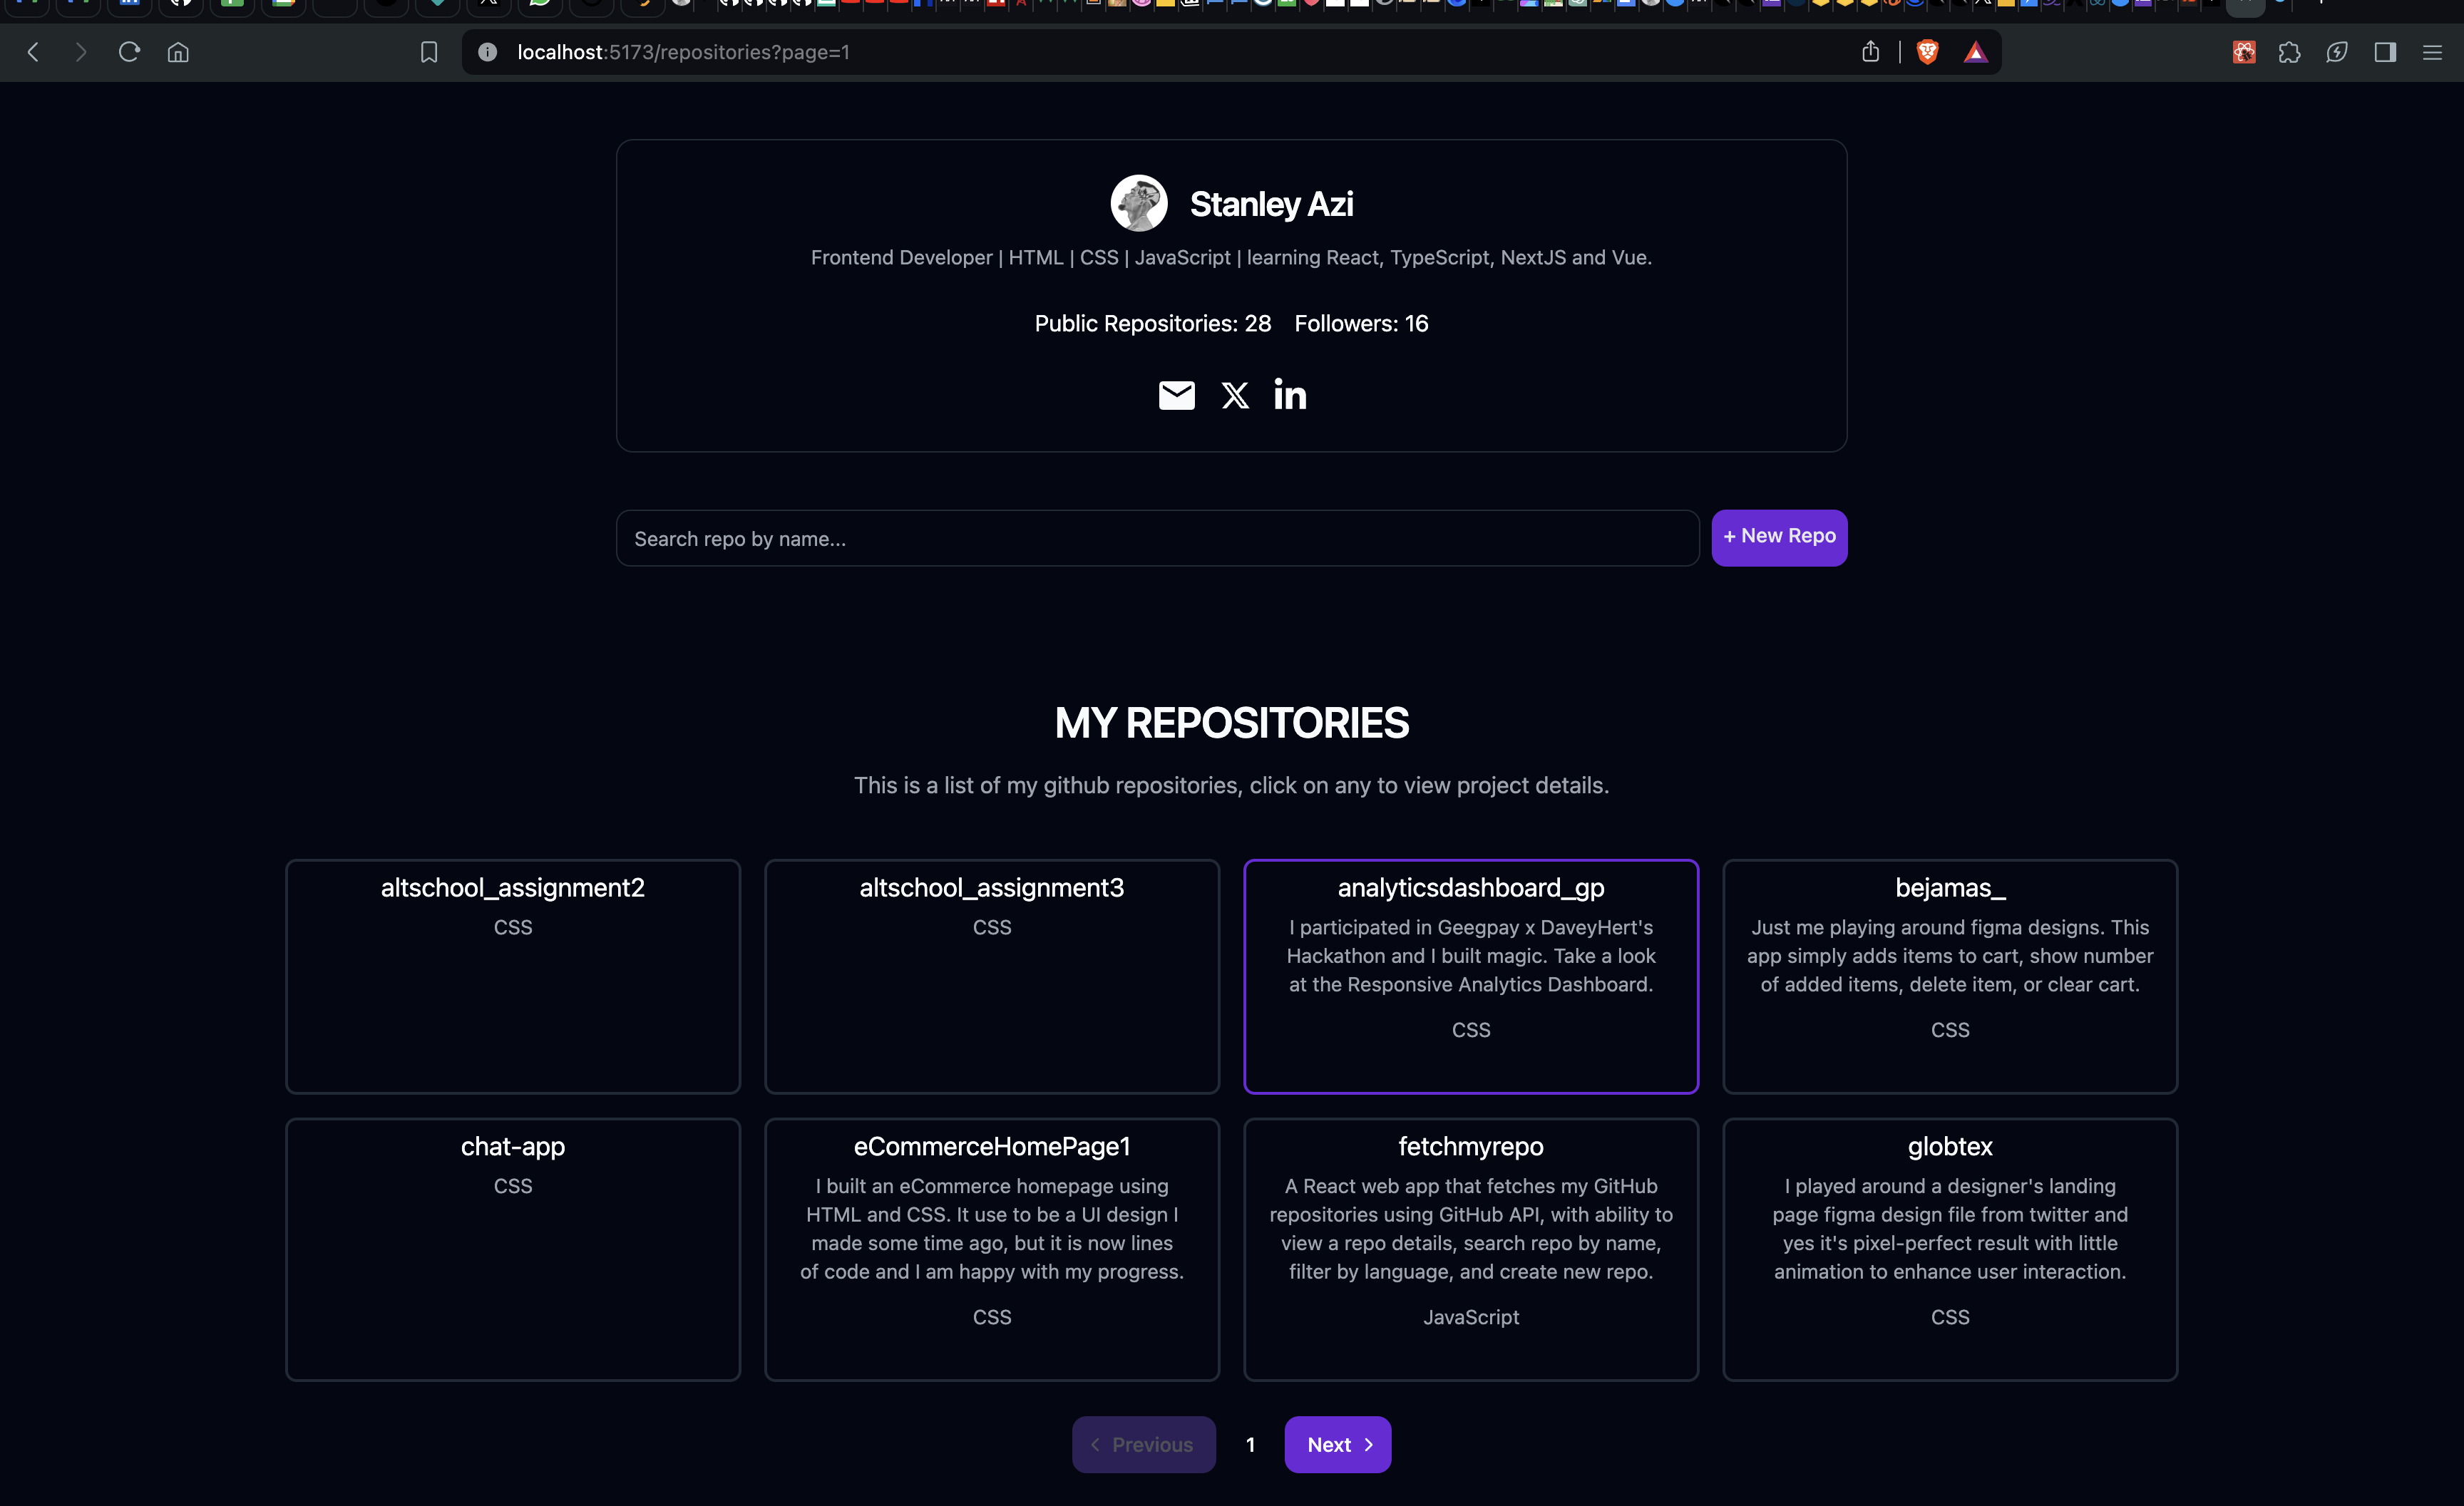 localhost:5173/repositories?page=1
Stanley Azi
Frontend Developer | HTML | CSS | JavaScript | learning React, TypeScript, NextJS and Vue.
Public Repositories: 28 Followers: 16
Search repo by name...
+ New Repo
MY REPOSITORIES
This is a list of my github repositories, click on any to view project details.
altschool_assignment2
CSS
altschool_assignment3
CSS
analyticsdashboard_gp
I participated in Geegpay x DaveyHert's
Hackathon and I built magic. Take a look
at the Responsive Analytics Dashboard.
CSS
bejamas_
Just me playing around figma designs. This
app simply adds items to cart, show number
of added items, delete item, or clear cart.
CSS
chat-app
CSS
eCommerceHomePage1
I built an eCommerce homepage using
HTML and CSS. It use to be a UI design I
made some time ago, but it is now lines
of code and I am happy with my progress.
CSS
fetchmyrepo
A React web app that fetches my GitHub
repositories using GitHub API, with ability to
view a repo details, search repo by name,
filter by language, and create new repo.
JavaScript
globtex
I played around a designer's landing
page figma design file from twitter and
yes it's pixel-perfect result with little
animation to enhance user interaction.
CSS
Previous
1
Next